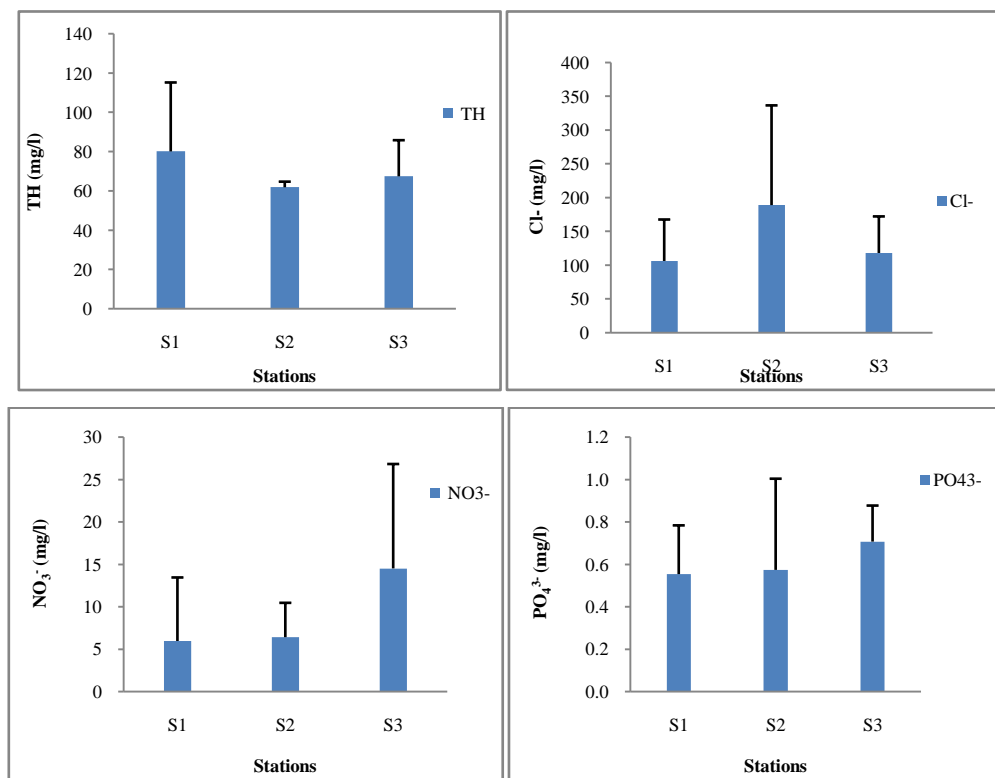 140
120
100
80
60
40
20
0
TH (mg/l)
TH
S1 S2 S3
Stations
400
350
300
250
200
150
100
50
0
Cl- (mg/l)
Cl-
S1 S2 S3
Stations
30
25
20
15
10
5
0
NO₃⁻ (mg/l)
NO3-
S1 S2 S3
Stations
1.2
1.0
0.8
0.6
0.4
0.2
0.0
PO₄³⁻ (mg/l)
PO43-
S1 S2 S3
Stations